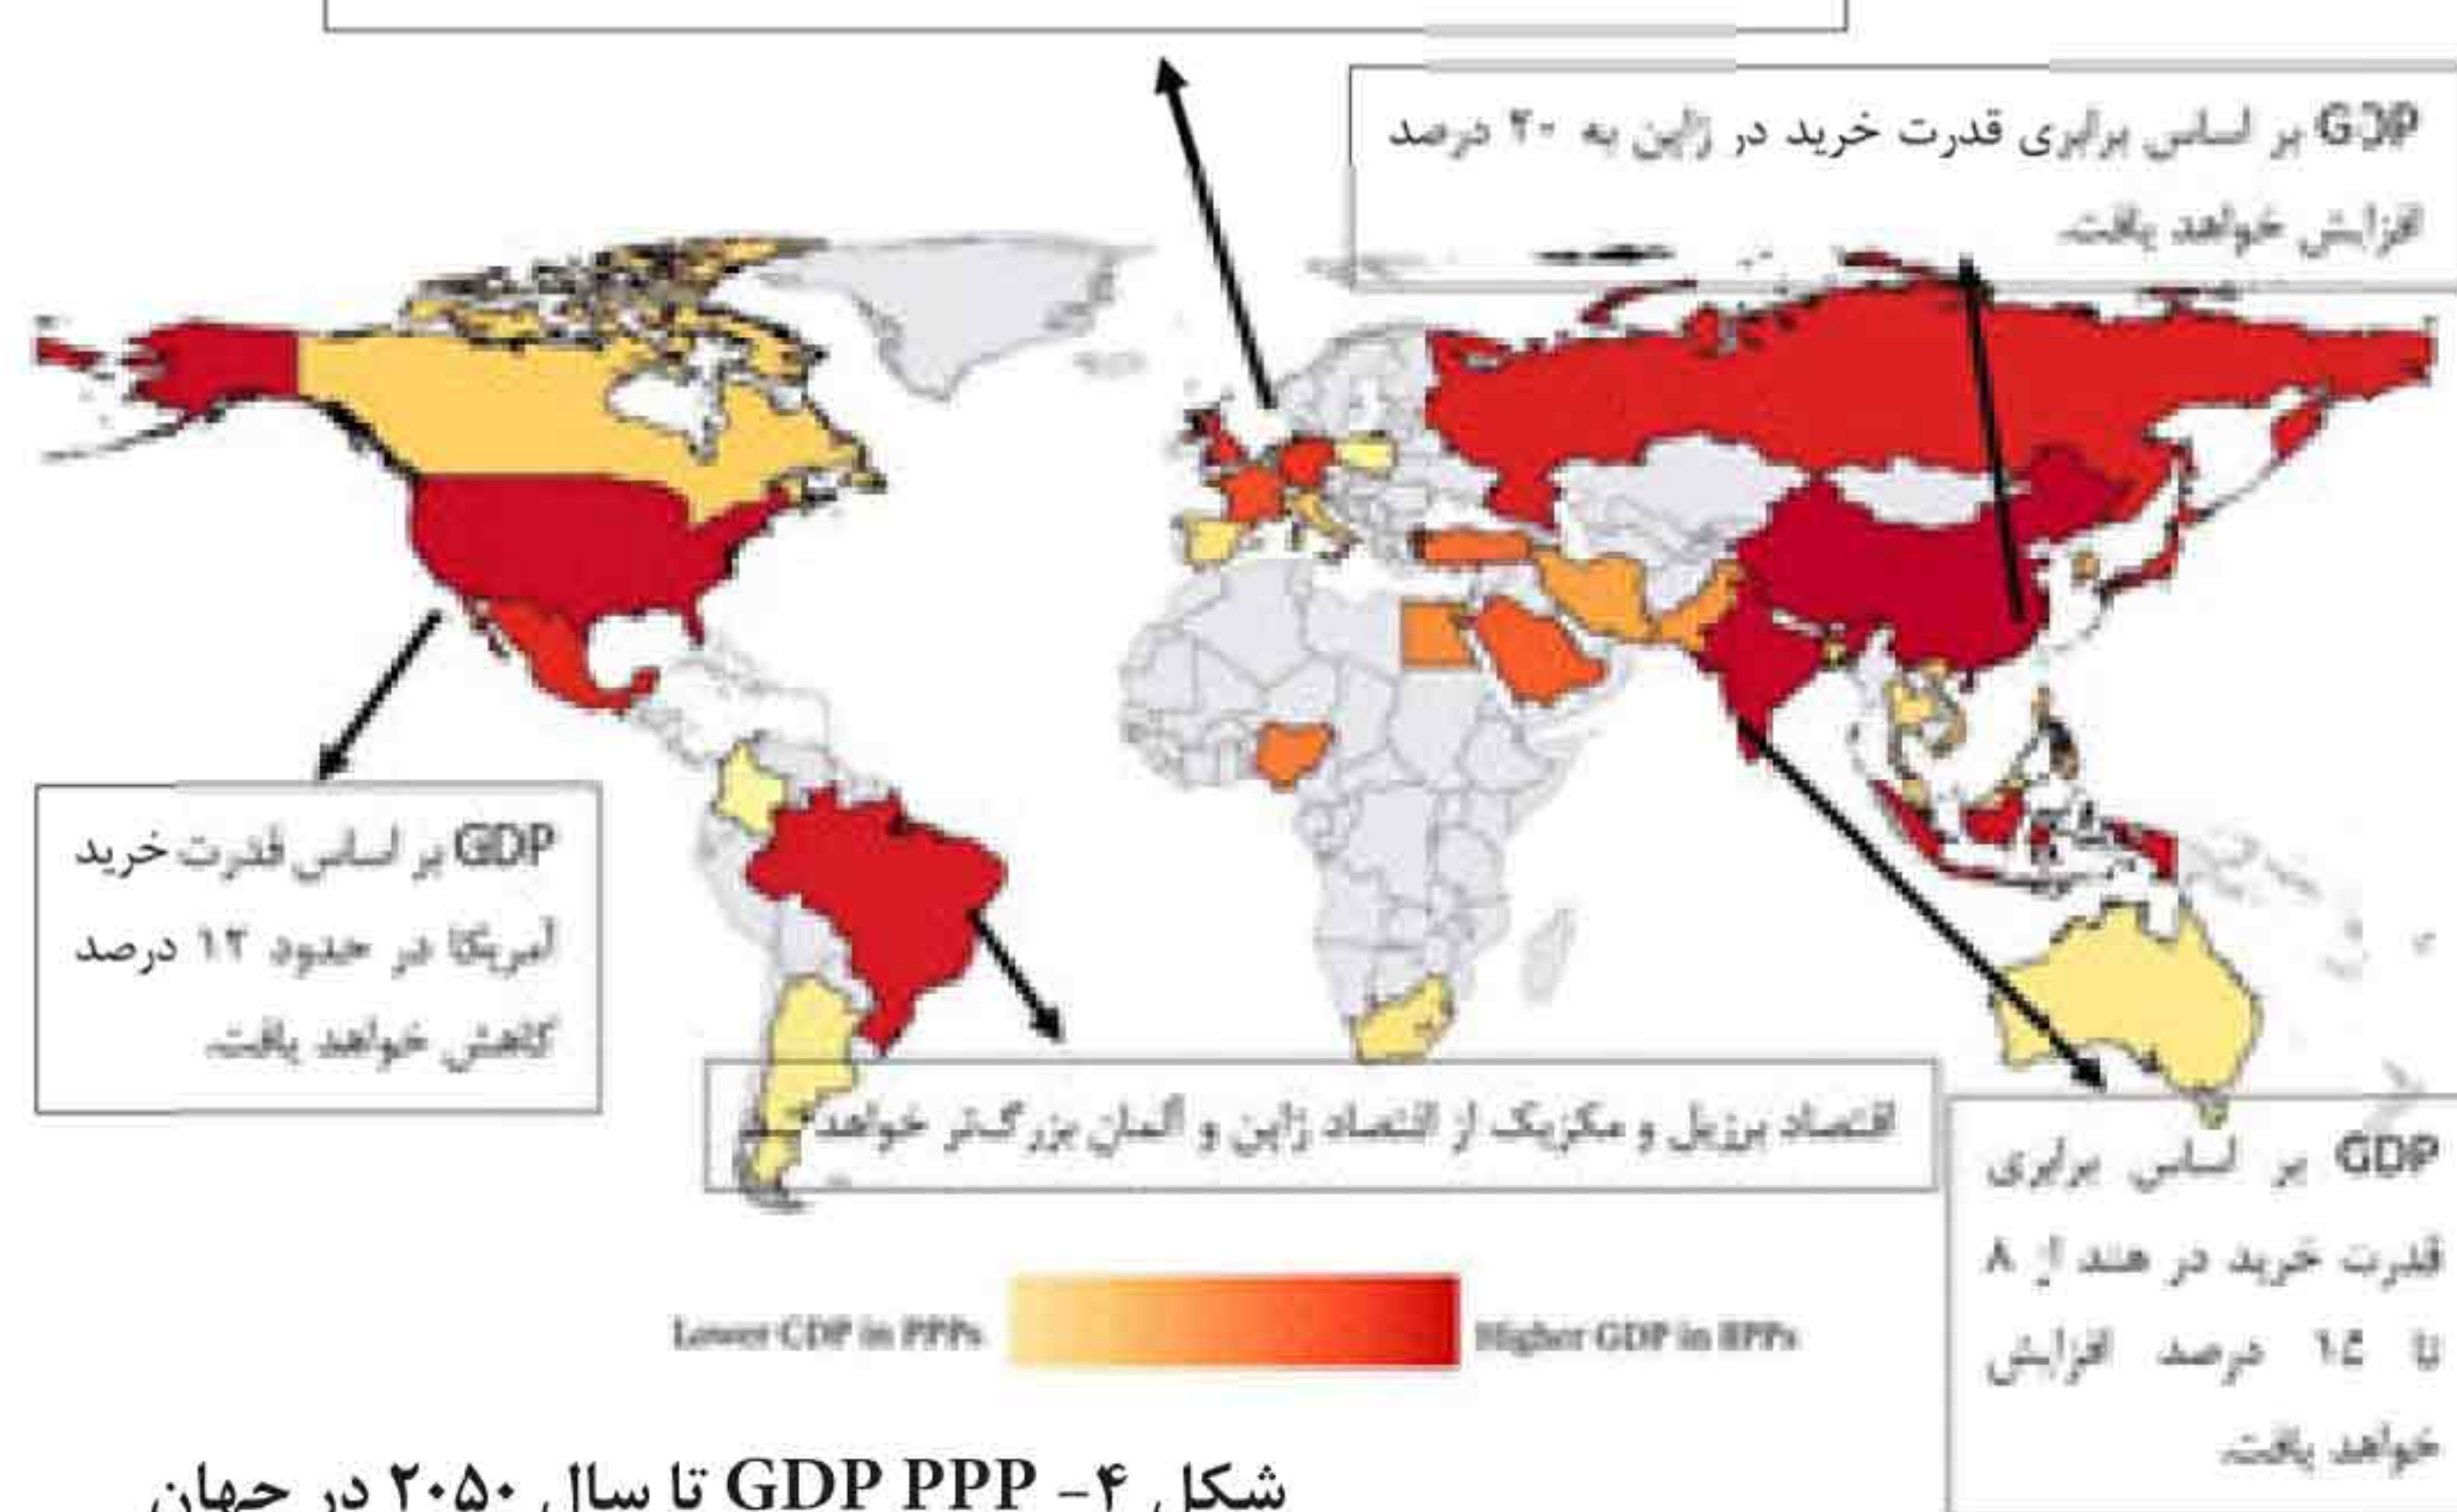 GDP بر اساس برابری قدرت خرید در ژاپن به ۲۰ درصد
افزایش خواهد یافت.
GDP بر اساس قدرت خرید
آمریکا در حدود ۱۲ درصد
کاهش خواهد یافت.
اقتصاد برزیل و مکزیک از اقتصاد ژاپن و آلمان بزرگ‌تر خواهد
GDP بر اساس برابری
قدرت خرید در هند از ۸
تا ۱۵ درصد افزایش
خواهد یافت.
Lower GDP in PPPs
Higher GDP in PPPs
شکل ۴- GDP PPP تا سال ۲۰۵۰ در جهان